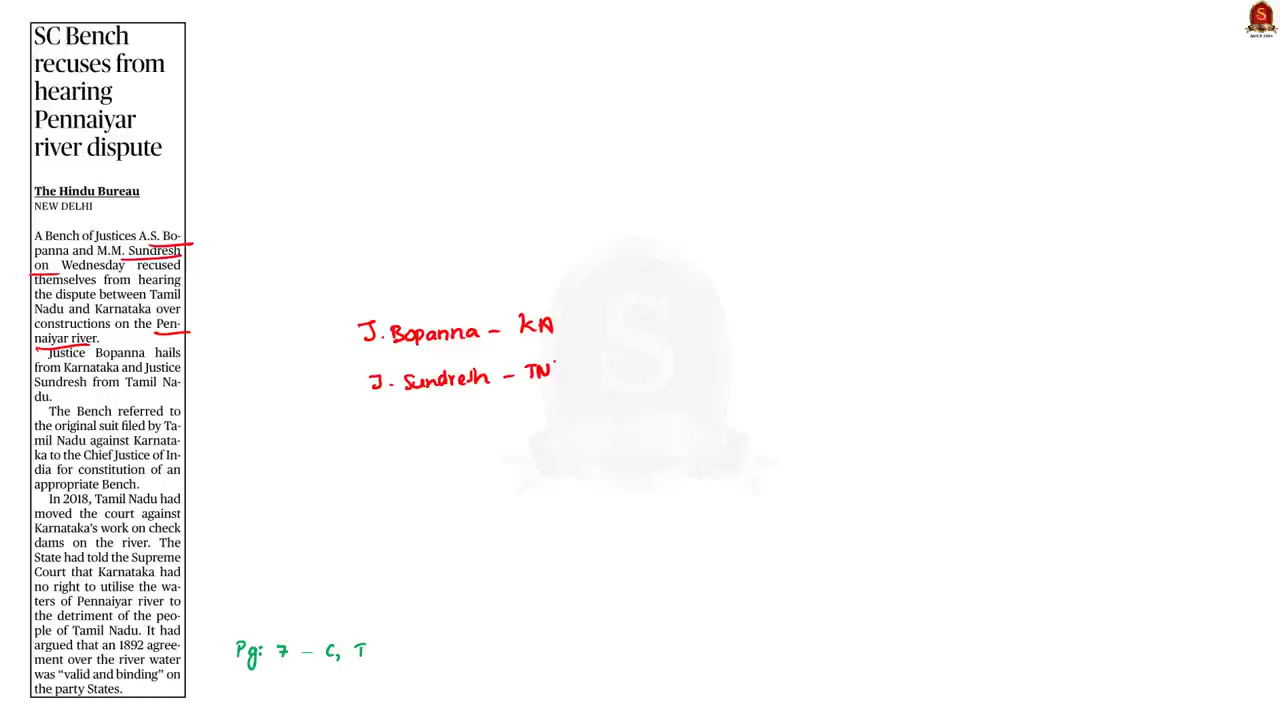 SC Bench
recuses from
hearing
Pennaiyar
river dispute
The Hindu Bureau
NEW DELHI
A Bench of Justices A.S. Bo-
panna and M.M. Sundresh
on Wednesday recused
themselves from hearing
the dispute between Tamil
Nadu and Karnataka over
constructions on the Pen-
naiyar river.
Justice Bopanna hails
from Karnataka and Justice
Sundresh from Tamil Na-
du.
The Bench referred to
the original suit filed by Ta-
mil Nadu against Karnata-
ka to the Chief Justice of In-
dia for constitution of an
appropriate Bench.
In 2018, Tamil Nadu had
moved the court against
Karnataka's work on check
dams on the river. The
State had told the Supreme
Court that Karnataka had
no right to utilise the wa-
ters of Pennaiyar river to
the detriment of the peo-
ple of Tamil Nadu. It had
argued that an 1892 agree-
ment over the river water
was “valid and binding” on
the party States.
J. Bopanna – KA
J. Sundresh – TN
Pg: 7 – C, T
S
S